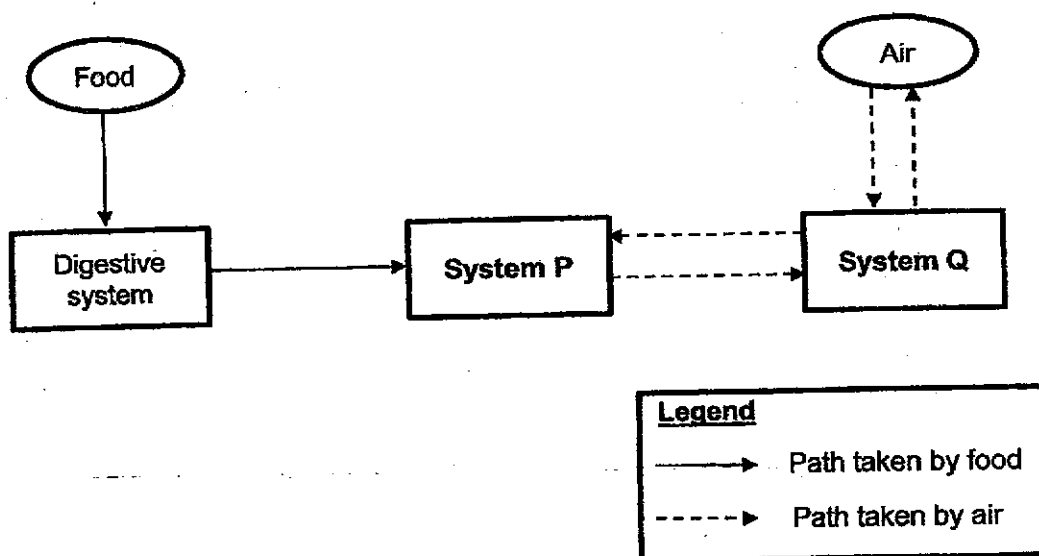 Food
Air
Digestive
system
System P
System Q
Legend
Path taken by food
Path taken by air